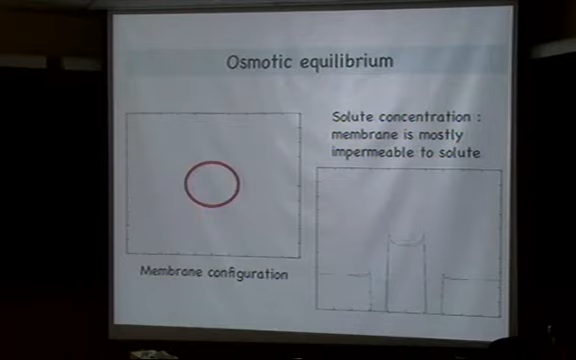 Osmotic equilibrium
Solute concentration :
membrane is mostly
impermeable to solute
Membrane configuration